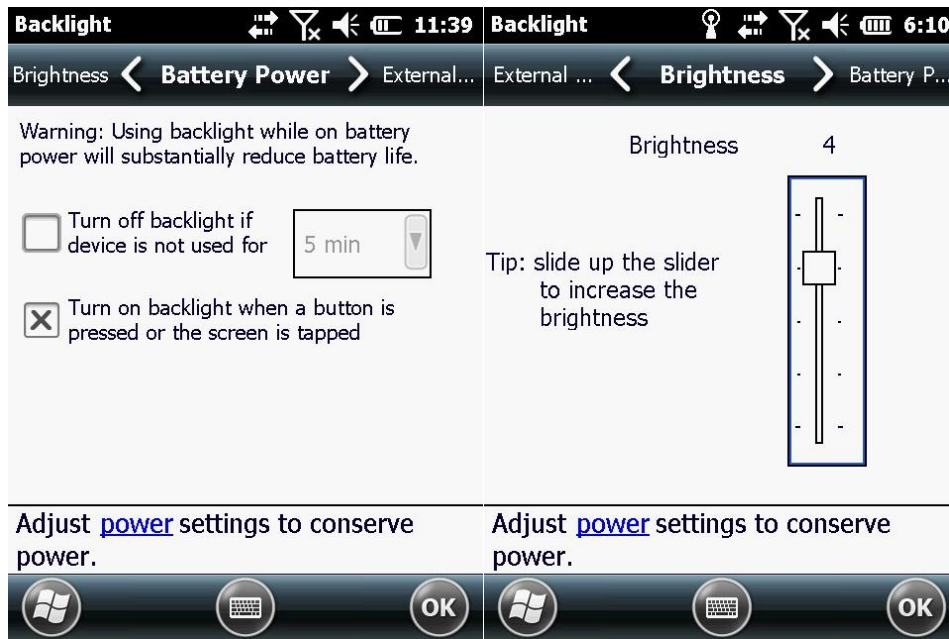 Backlight 11:39
Brightness Battery Power External...
Warning: Using backlight while on battery
power will substantially reduce battery life.
Turn off backlight if
device is not used for
5 min
Turn on backlight when a button is
pressed or the screen is tapped
Adjust power settings to conserve
power.
OK
Backlight 6:10
External ... Brightness Battery P...
Brightness 4
Tip: slide up the slider
to increase the
brightness
Adjust power settings to conserve
power.
OK